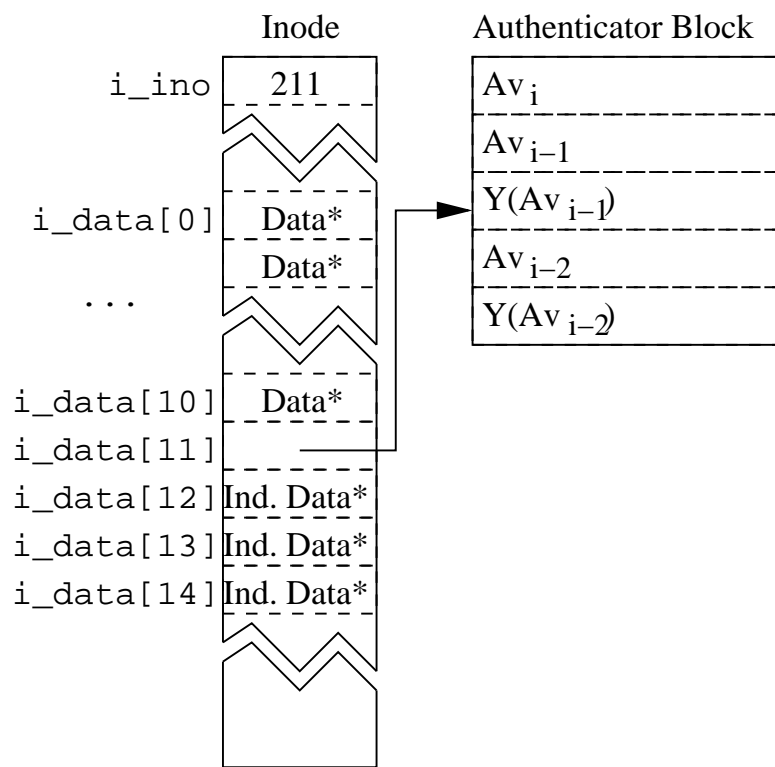 Inode
Authenticator Block
i_ino
211
Av i
Av i–1
i_data[0]
Data*
Y(Av i–1)
Data*
Av i–2
...
Y(Av i–2)
i_data[10]
Data*
i_data[11]
i_data[12]
Ind. Data*
i_data[13]
Ind. Data*
i_data[14]
Ind. Data*